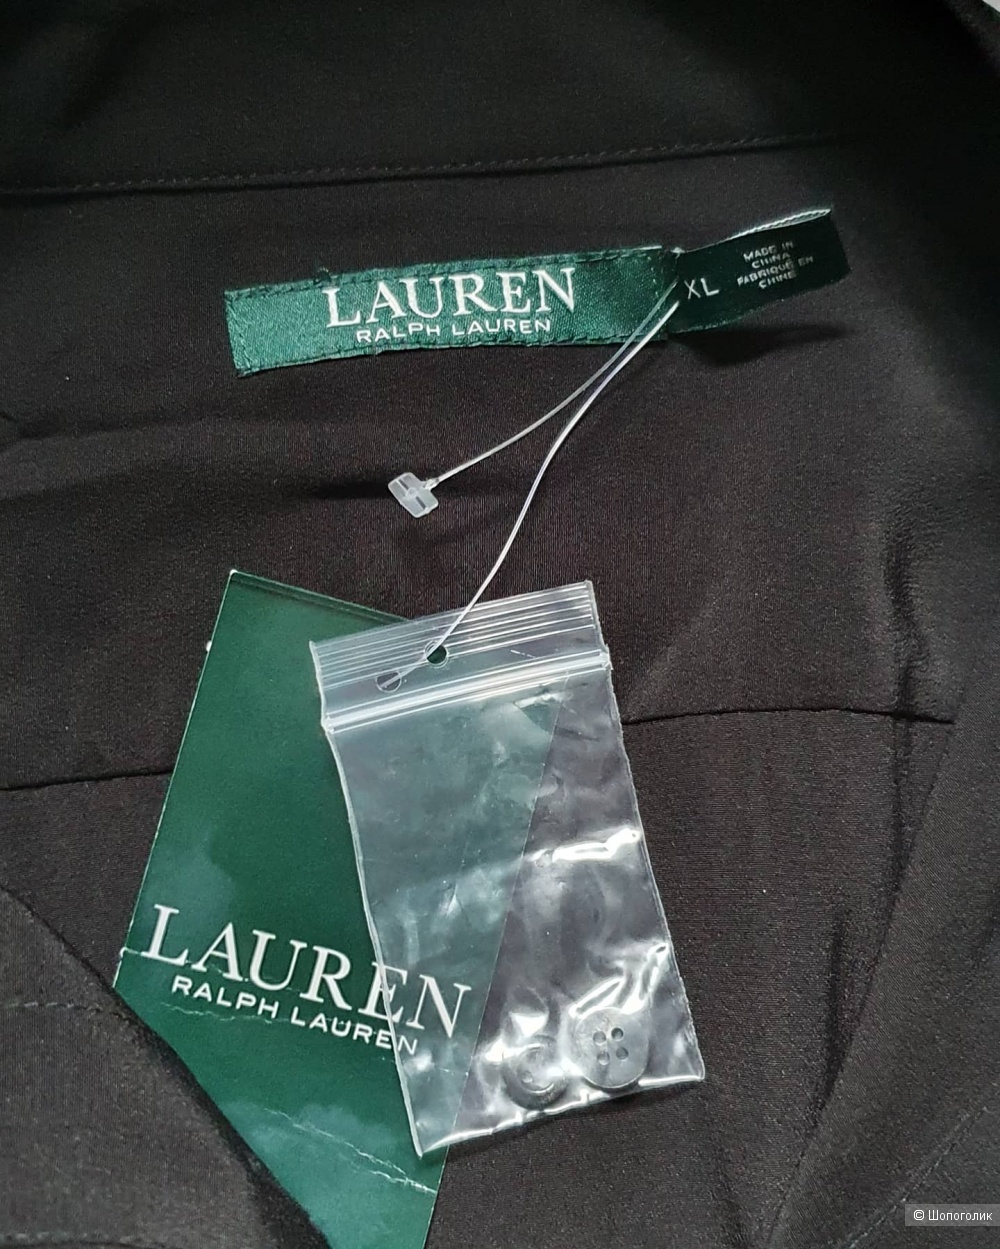 LAUREN
RALPH LAUREN
XL
MADE IN
CHINA
FABRIQUÉ EN
CHINE
LAUREN
RALPH LAUREN
© Шопоголик